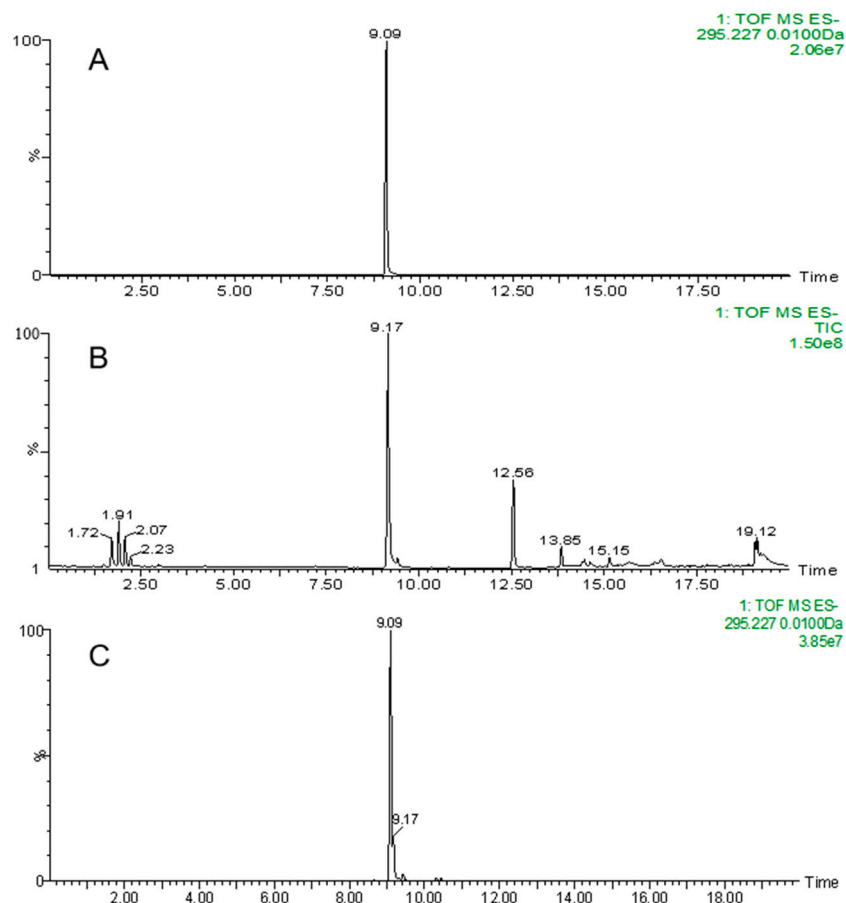 1: TOF MS ES-
295.227 0.0100Da
2.06e7
A
9.09
100
%
0
2.50 5.00 7.50 10.00 12.50 15.00 17.50
Time
1: TOF MS ES-
TIC
1.50e8
B
9.17
100
%
12.56
1.91
1.72
2.07
2.23
13.85
15.15
19.12
1
2.50 5.00 7.50 10.00 12.50 15.00 17.50
Time
1: TOF MS ES-
295.227 0.0100Da
3.85e7
C
9.09
100
%
9.17
0
2.00 4.00 6.00 8.00 10.00 12.00 14.00 16.00 18.00
Time